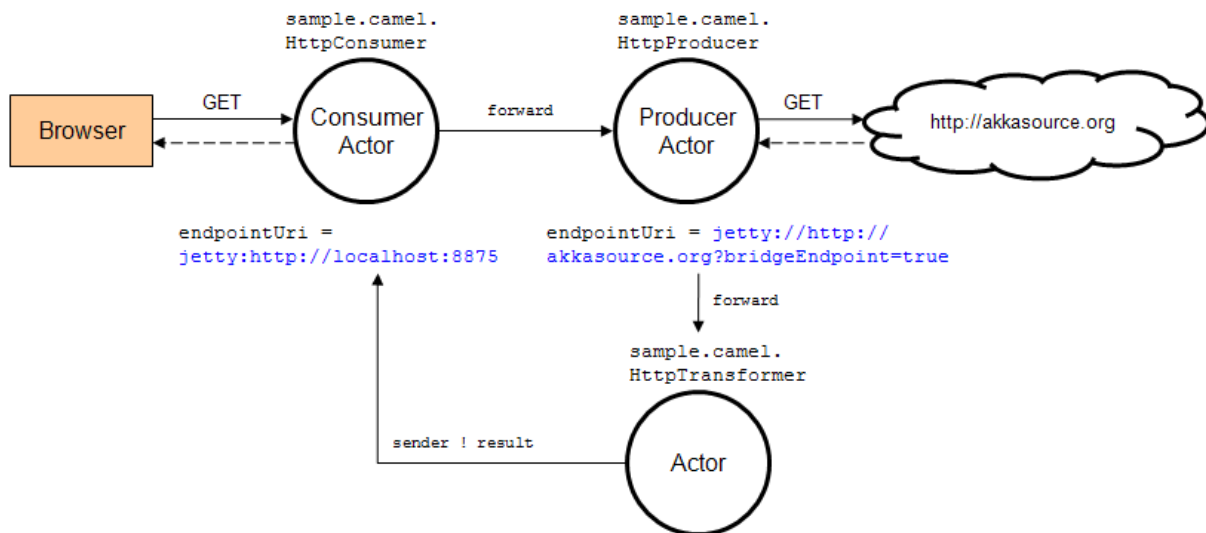 sample.camel.
HttpConsumer
sample.camel.
HttpProducer
Browser
GET
Consumer
Actor
forward
Producer
Actor
GET
http://akkasource.org
endpointUri =
jetty:http://localhost:8875
endpointUri = jetty://http://
akkasource.org?bridgeEndpoint=true
forward
sample.camel.
HttpTransformer
sender ! result
Actor